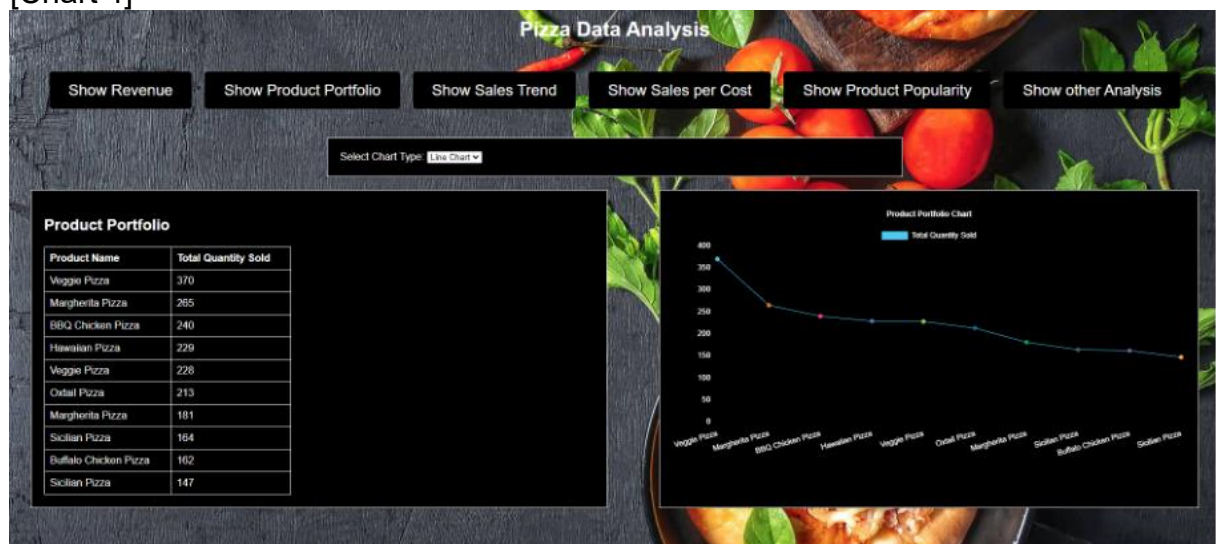 [Chart 1]
Pizza Data Analysis
Show Revenue Show Product Portfolio Show Sales Trend Show Sales per Cost Show Product Popularity Show other Analysis
Select Chart Type: Line Chart
Product Portfolio
Product Name Total Quantity Sold
Veggie Pizza 370
Margherita Pizza 265
BBQ Chicken Pizza 240
Hawaiian Pizza 229
Veggie Pizza 228
Oxtail Pizza 213
Margherita Pizza 181
Sicilian Pizza 164
Buffalo Chicken Pizza 162
Sicilian Pizza 147
Product Portfolio Chart
Total Quantity Sold
400
350
300
250
200
150
100
50
0
Veggie Pizza Margherita Pizza BBQ Chicken Pizza Hawaiian Pizza Veggie Pizza Oxtail Pizza Margherita Pizza Sicilian Pizza Buffalo Chicken Pizza Sicilian Pizza